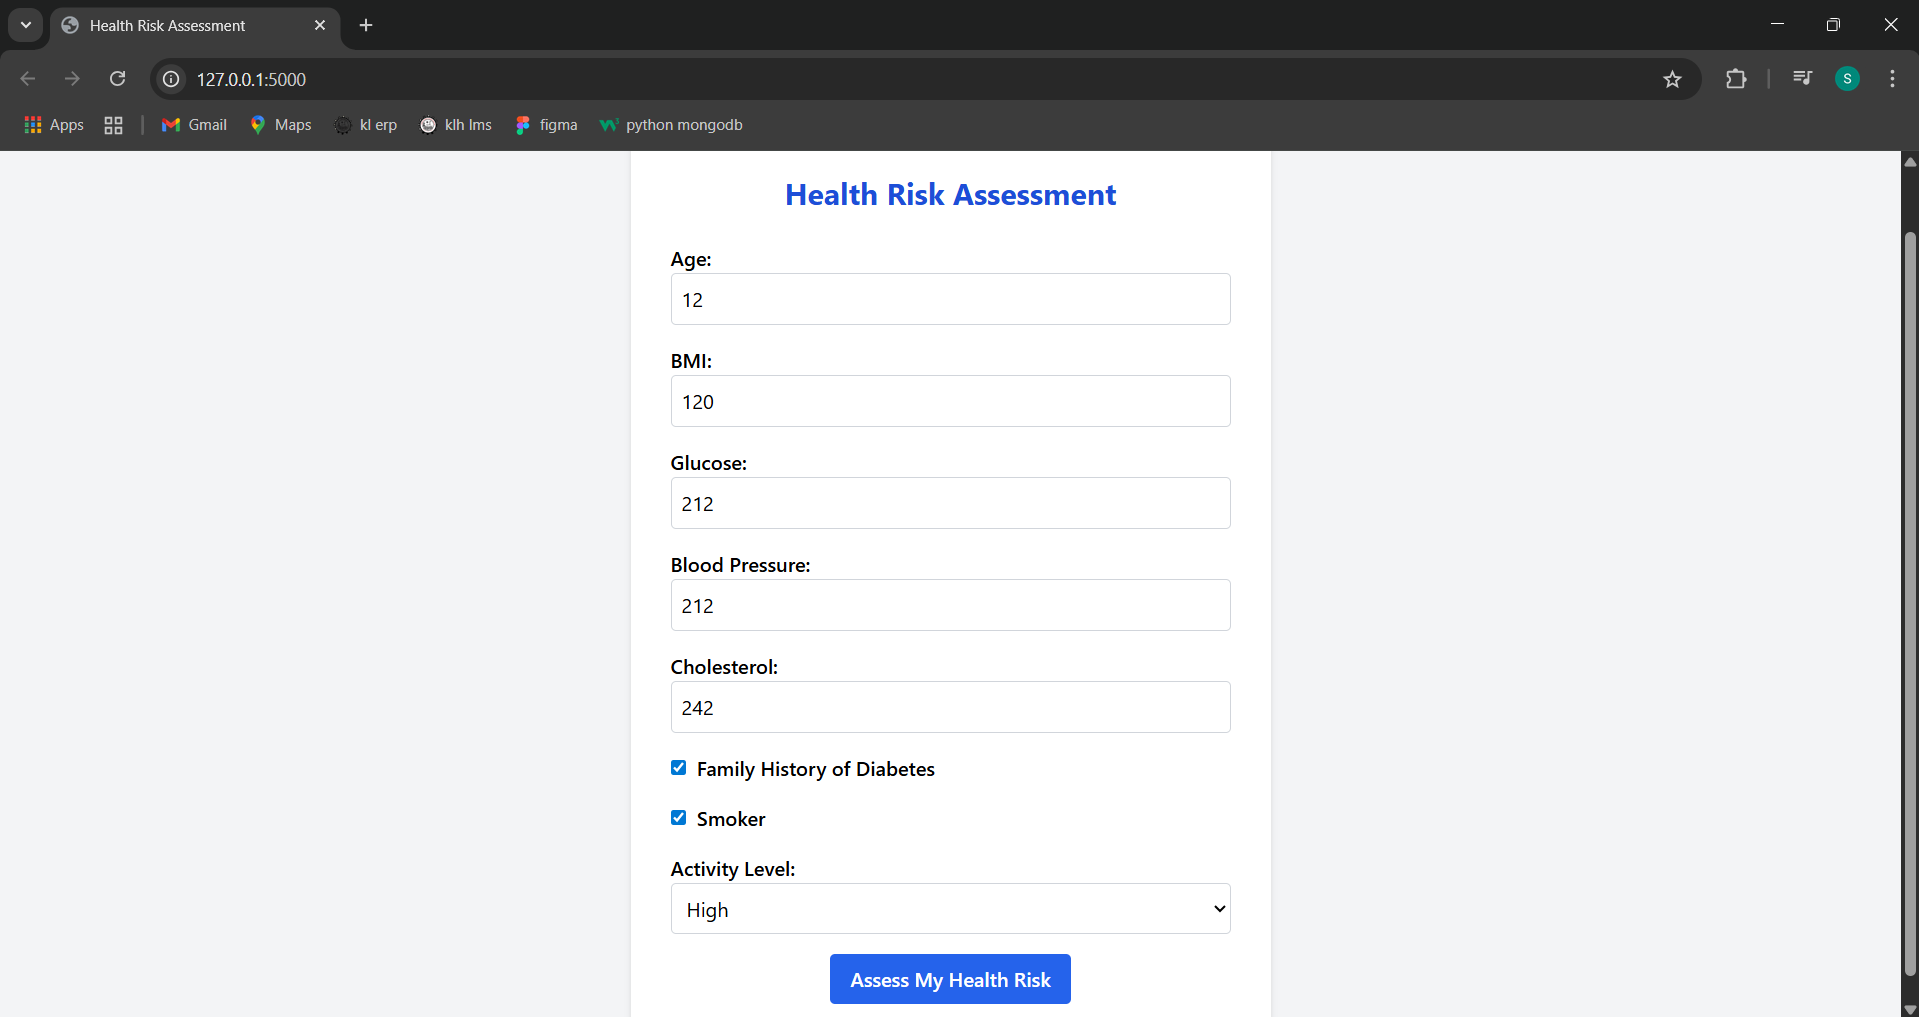 Health Risk Assessment
127.0.0.1:5000
S
Apps Gmail Maps kl erp klh lms figma python mongodb
Health Risk Assessment
Age:
12
BMI:
120
Glucose:
212
Blood Pressure:
212
Cholesterol:
242
Family History of Diabetes
Smoker
Activity Level:
High
Assess My Health Risk